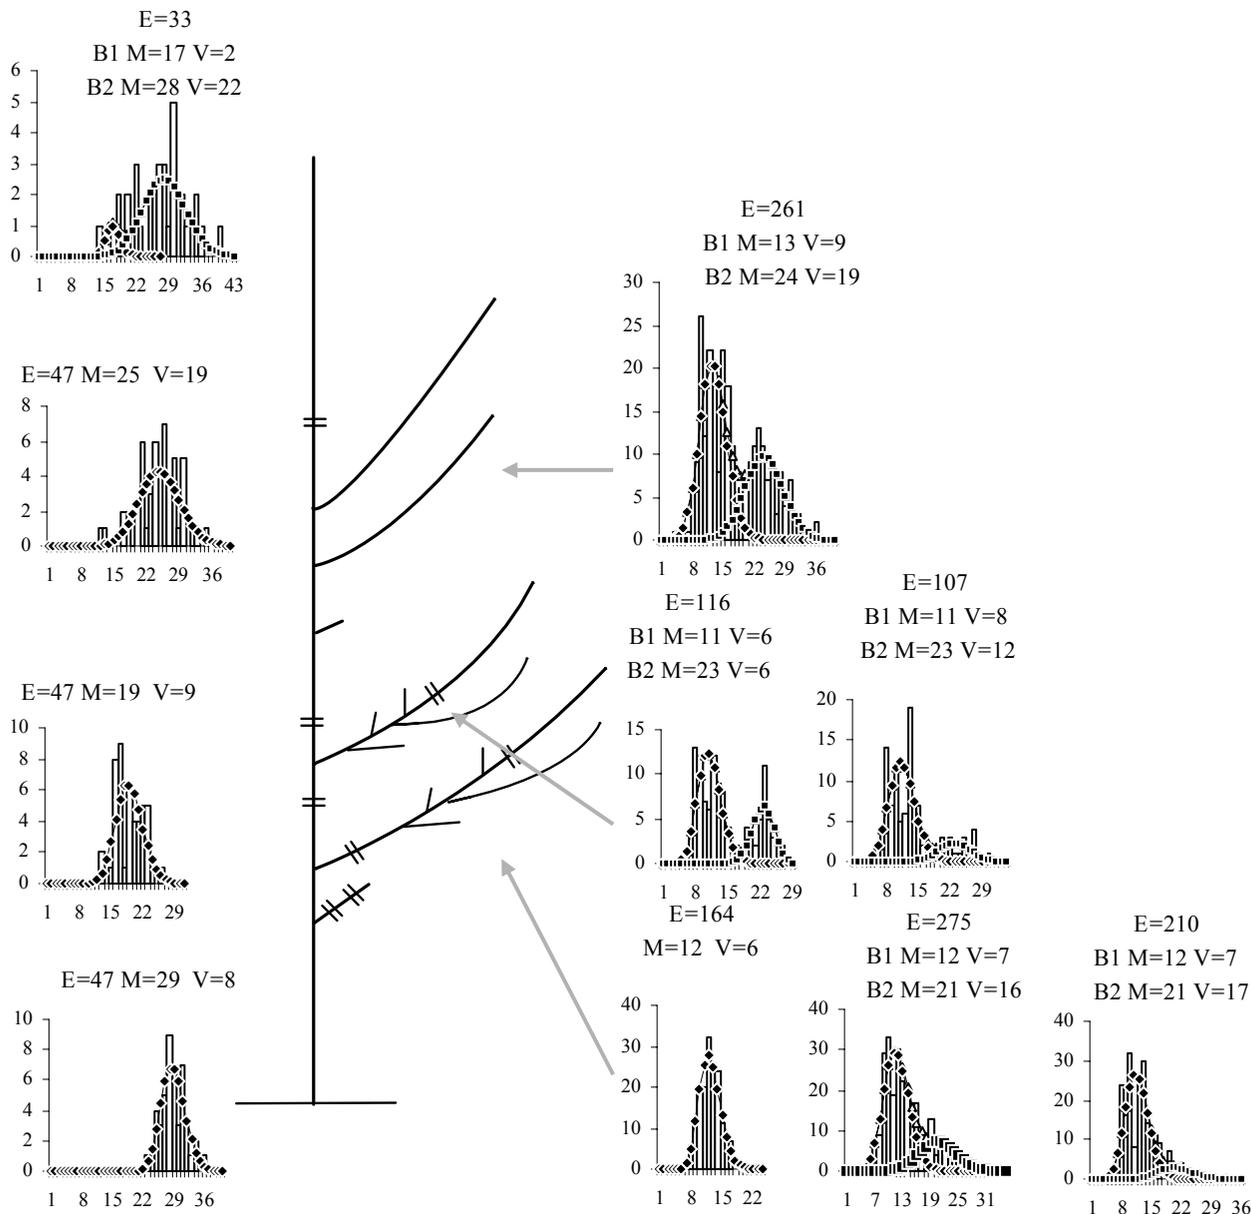 E=33
B1 M=17 V=2
B2 M=28 V=22
6
5
4
3
2
1
0
1 8 15 22 29 36 43
E=47 M=25 V=19
8
6
4
2
0
1 8 15 22 29 36
E=47 M=19 V=9
10
8
6
4
2
0
1 8 15 22 29
E=47 M=29 V=8
10
8
6
4
2
0
1 8 15 22 29 36
E=261
B1 M=13 V=9
B2 M=24 V=19
30
25
20
15
10
5
0
1 8 15 22 29 36
E=116
B1 M=11 V=6
B2 M=23 V=6
15
10
5
0
1 8 15 22 29
E=107
B1 M=11 V=8
B2 M=23 V=12
20
15
10
5
0
1 8 15 22 29
E=164
M=12 V=6
40
30
20
10
0
1 8 15 22
E=275
B1 M=12 V=7
B2 M=21 V=16
40
30
20
10
0
1 7 13 19 25 31
E=210
B1 M=12 V=7
B2 M=21 V=17
40
30
20
10
0
1 8 15 22 29 36